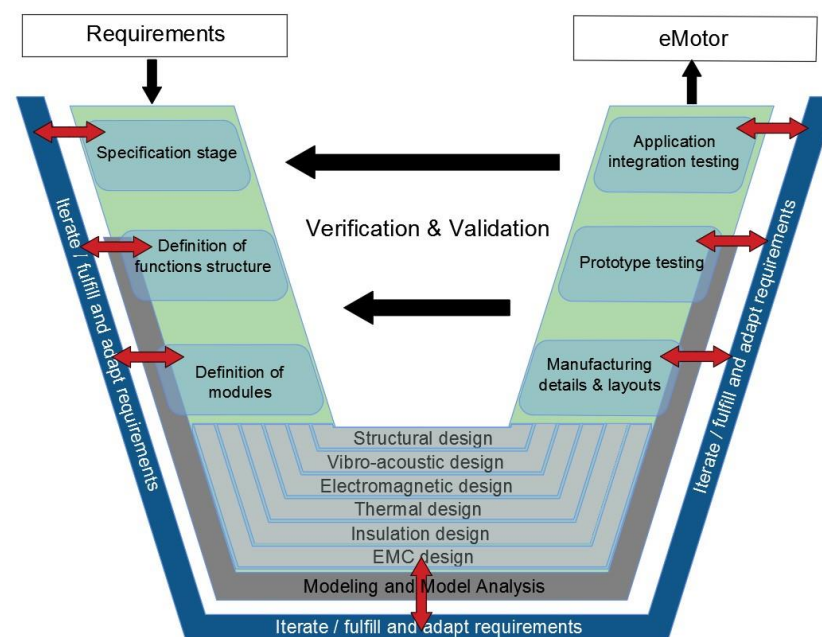 Requirements
eMotor
Specification stage
Application
integration testing
Verification & Validation
Definition of
functions structure
Prototype testing
Definition of
modules
Manufacturing
details & layouts
Iterate / fulfill and adapt requirements
Iterate / fulfill and adapt requirements
Structural design
Vibro-acoustic design
Electromagnetic design
Thermal design
Insulation design
EMC design
Modeling and Model Analysis
Iterate / fulfill and adapt requirements